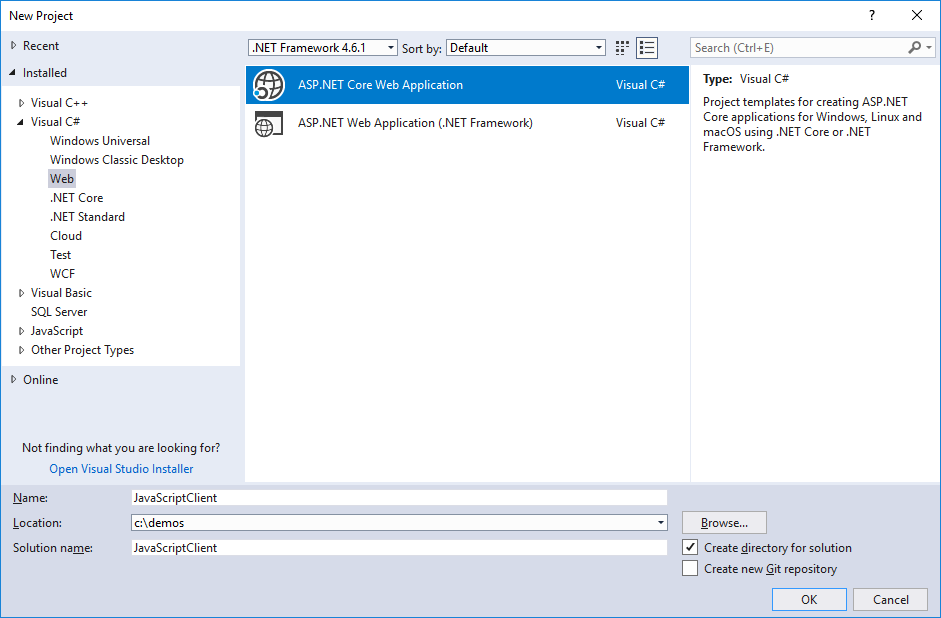 New Project
?
Recent
Installed
Visual C++
Visual C#
Windows Universal
Windows Classic Desktop
Web
.NET Core
.NET Standard
Cloud
Test
WCF
Visual Basic
SQL Server
JavaScript
Other Project Types
Online
Not finding what you are looking for?
Open Visual Studio Installer
.NET Framework 4.6.1 Sort by: Default
ASP.NET Core Web Application Visual C#
ASP.NET Web Application (.NET Framework) Visual C#
Search (Ctrl+E)
Type: Visual C#
Project templates for creating ASP.NET
Core applications for Windows, Linux and
macOS using .NET Core or .NET
Framework.
Name: JavaScriptClient
Location: c:\demos Browse...
Solution name: JavaScriptClient
Create directory for solution
Create new Git repository
OK Cancel